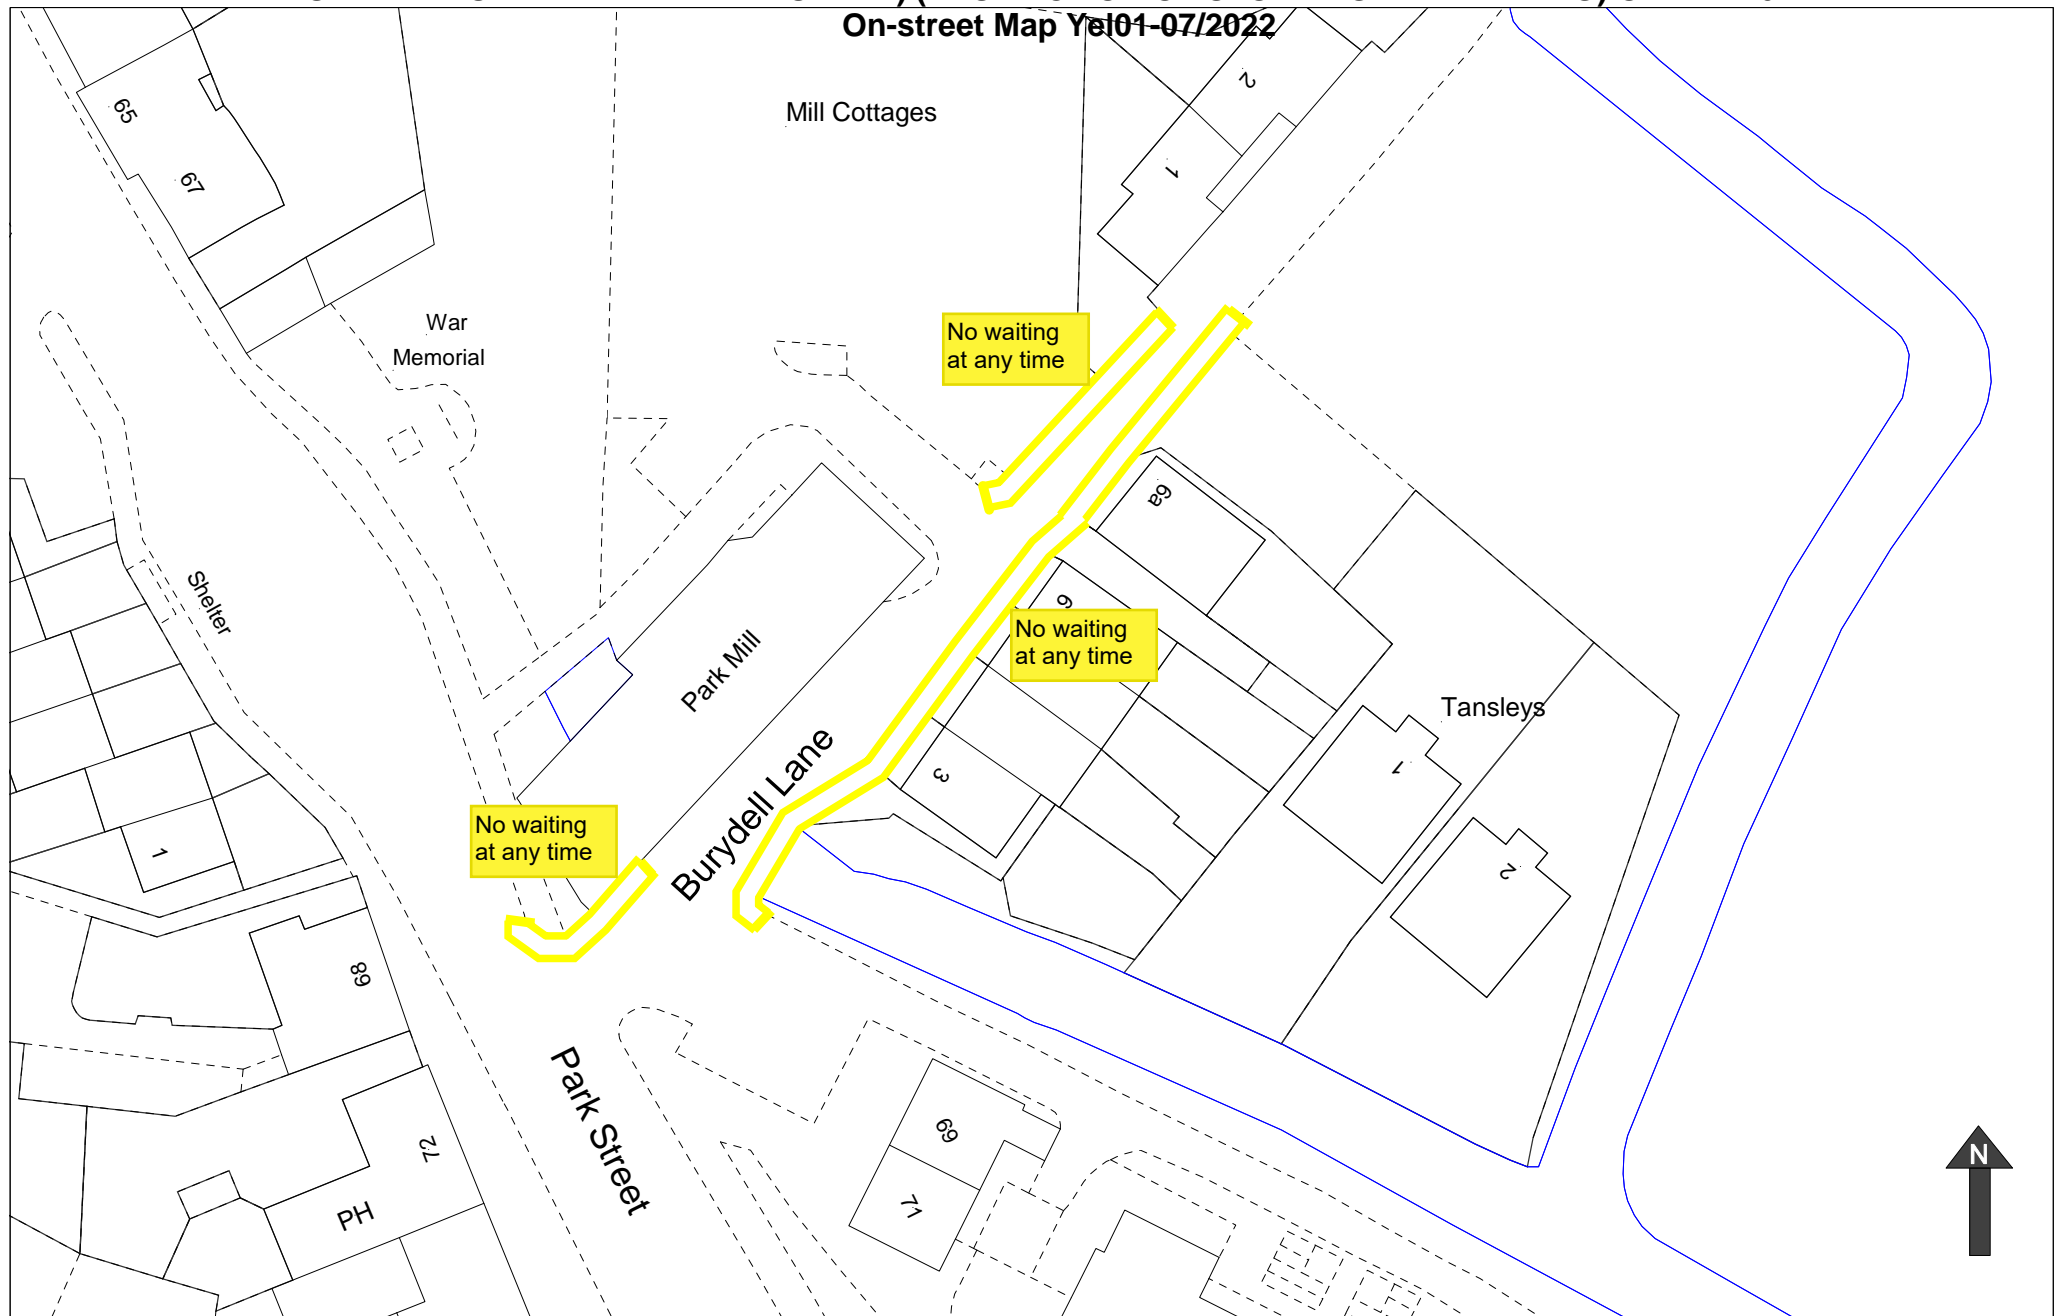 On-street Map Yel01-07/2022
2
Mill Cottages
65
1
67
War
Memorial
No waiting
at any time
6a
Shelter
6
No waiting
at any time
Park Mill
Tansleys
3
1
Burydell Lane
No waiting
at any time
1
2
68
Park Street
69
72
71
PH
N